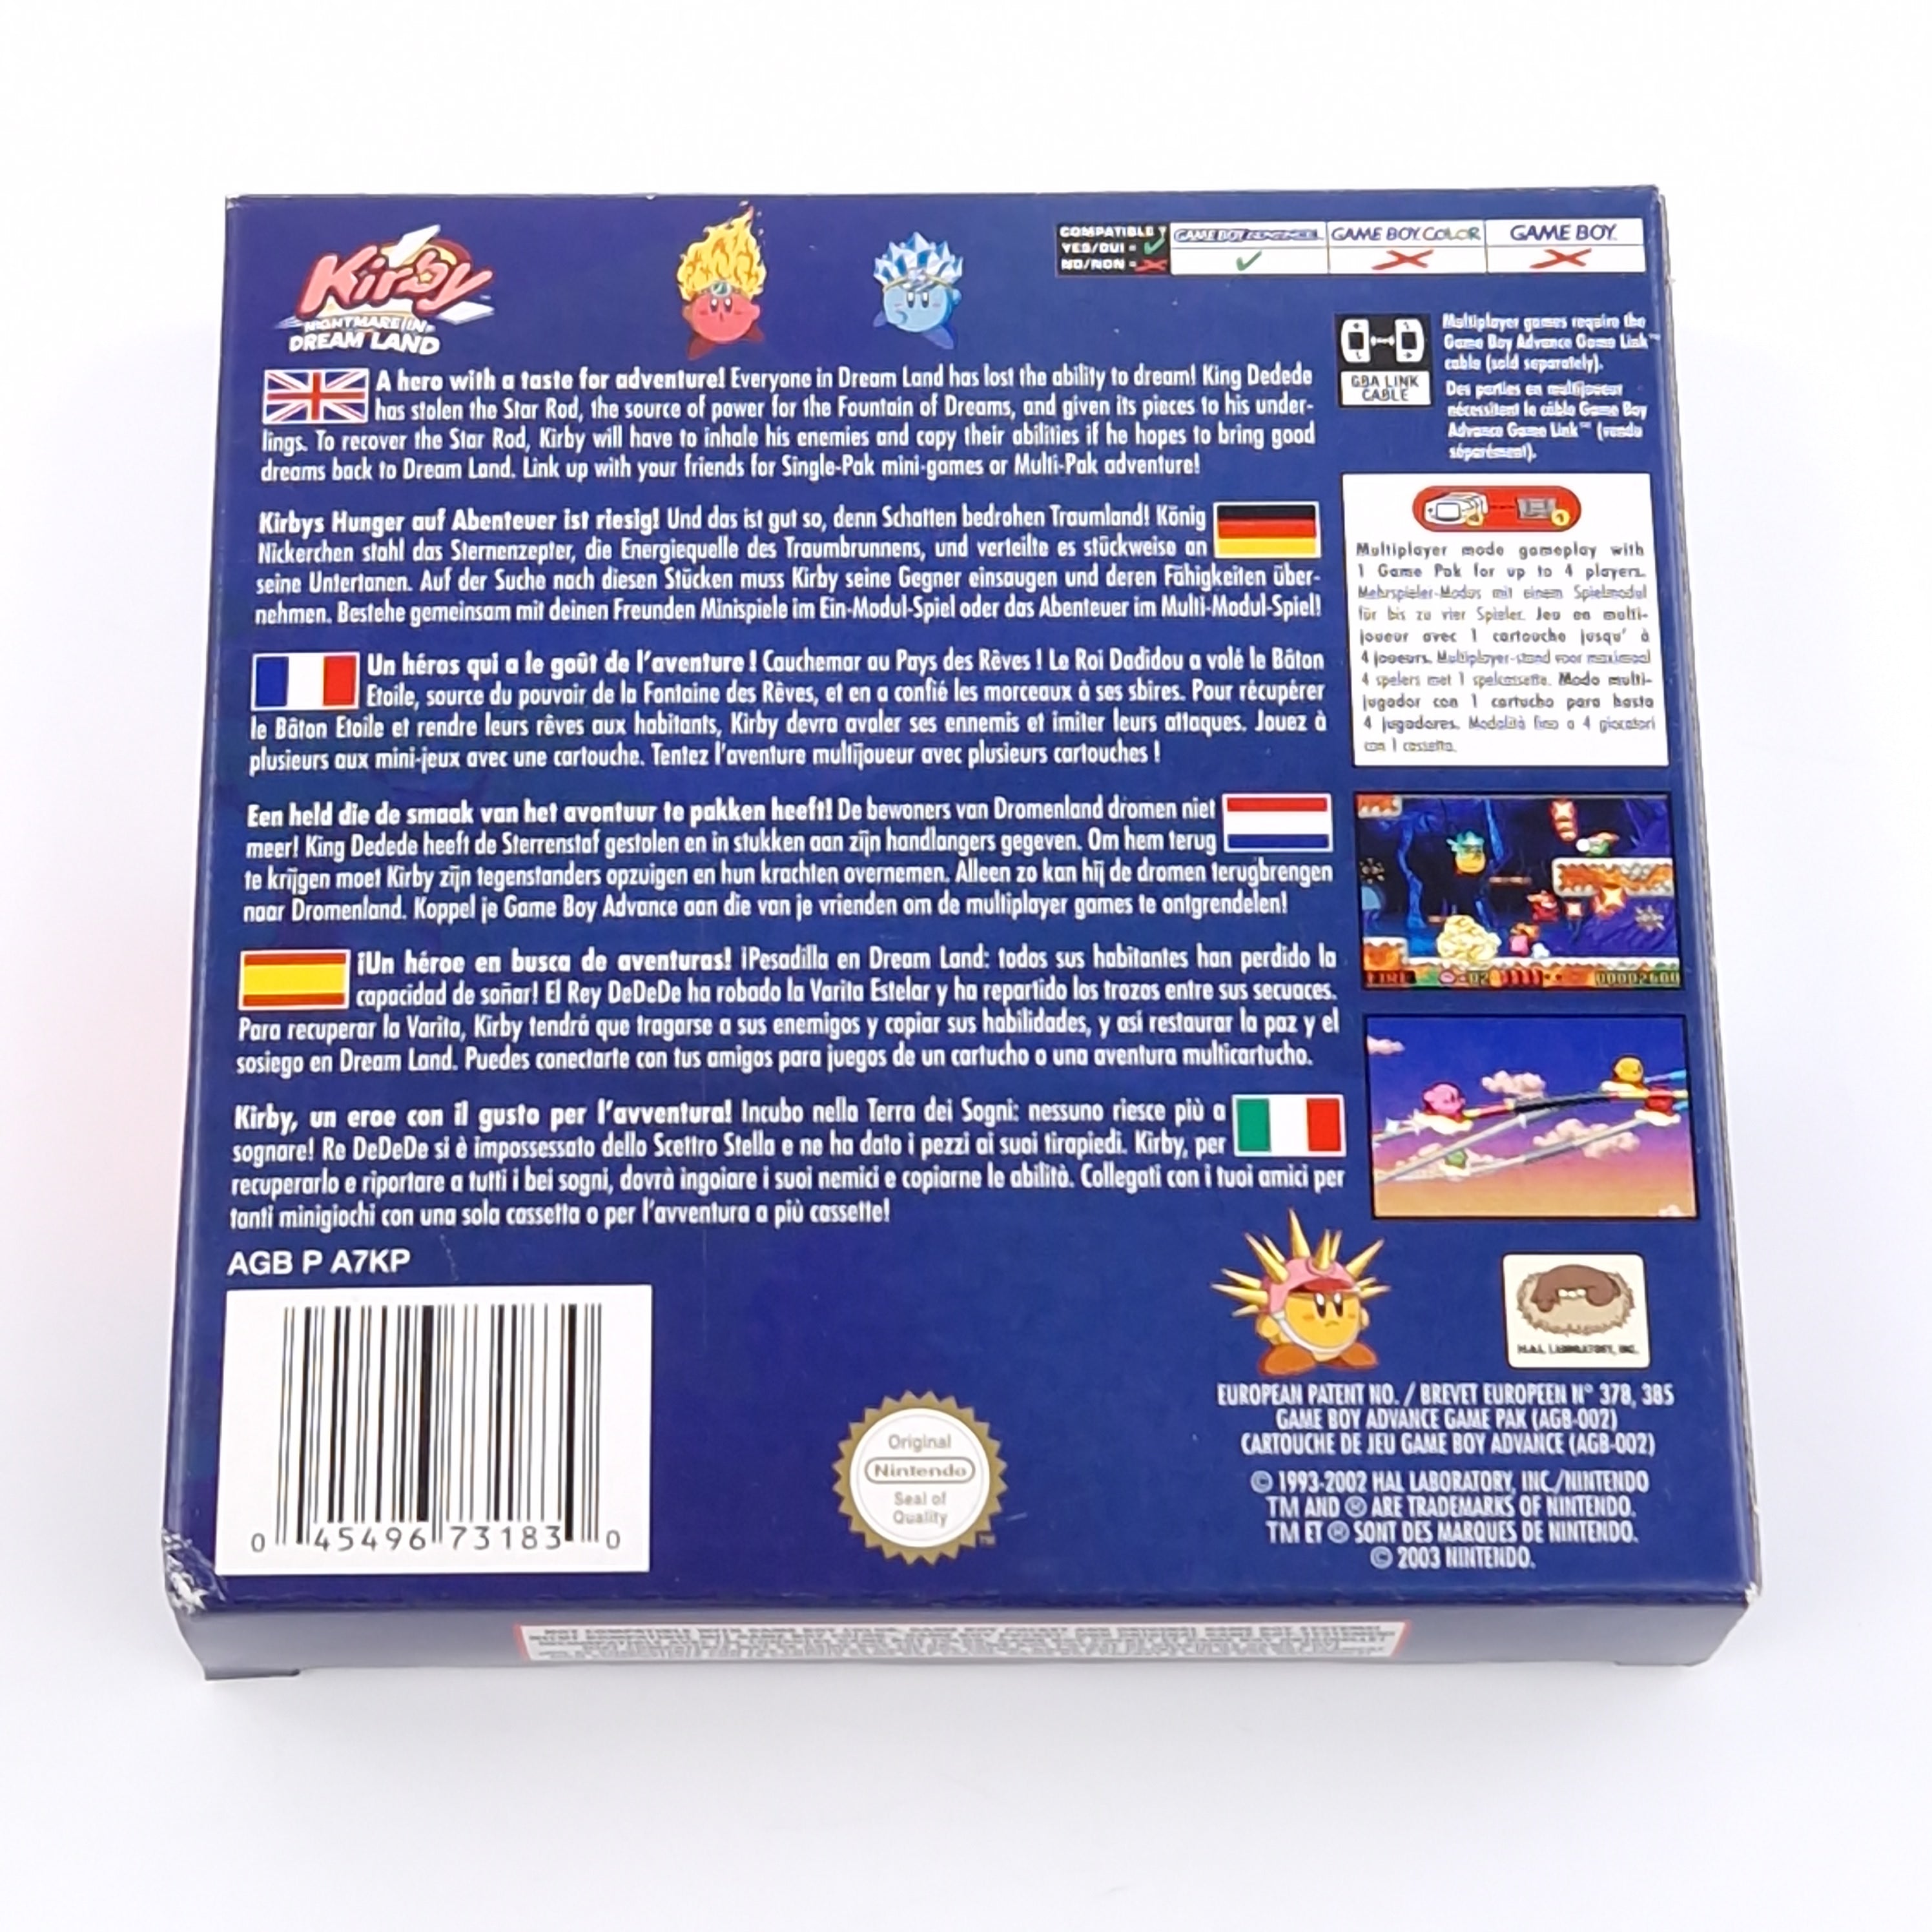 Kirby
NIGHTMARE IN
DREAM LAND
COMPATIBLE ?
YES/OUI =
NO/NON =
GAME BOY ADVANCE
GAME BOY COLOR
GAME BOY
GBA LINK
CABLE
Multiplayer games require the
Game Boy Advance Game Link™
cable (sold separately).
Des parties en multijoueur
nécessitent le câble Game Boy
Advance Game Link™ (vendu
séparément).
A hero with a taste for adventure! Everyone in Dream Land has lost the ability to dream! King Dedede
has stolen the Star Rod, the source of power for the Fountain of Dreams, and given its pieces to his under-
lings. To recover the Star Rod, Kirby will have to inhale his enemies and copy their abilities if he hopes to bring good
dreams back to Dream Land. Link up with your friends for Single-Pak mini-games or Multi-Pak adventure!
Kirbys Hunger auf Abenteuer ist riesig! Und das ist gut so, denn Schatten bedrohen Traumland! König
Nickerchen stahl das Sternenzepter, die Energiequelle des Traumbrunnens, und verteilte es stückweise an
seine Untertanen. Auf der Suche nach diesen Stücken muss Kirby seine Gegner einsaugen und deren Fähigkeiten über-
nehmen. Bestehe gemeinsam mit deinen Freunden Minispiele im Ein-Modul-Spiel oder das Abenteuer im Multi-Modul-Spiel!
Un héros qui a le goût de l'aventure ! Cauchemar au Pays des Rêves ! Le Roi Dadidou a volé le Bâton
Etoile, source du pouvoir de la Fontaine des Rêves, et en a confié les morceaux à ses sbires. Pour récupérer
le Bâton Etoile et rendre leurs rêves aux habitants, Kirby devra avaler ses ennemis et imiter leurs attaques. Jouez à
plusieurs aux mini-jeux avec une cartouche. Tentez l'aventure multijoueur avec plusieurs cartouches !
Een held die de smaak van het avontuur te pakken heeft! De bewoners van Dromenland dromen niet
meer! King Dedede heeft de Sterrenstaf gestolen en in stukken aan zijn handlangers gegeven. Om hem terug
te krijgen moet Kirby zijn tegenstanders opzuigen en hun krachten overnemen. Alleen zo kan hij de dromen terugbrengen
naar Dromenland. Koppel je Game Boy Advance aan die van je vrienden om de multiplayer games te ontgrendelen!
¡Un héroe en busca de aventuras! ¡Pesadilla en Dream Land: todos sus habitantes han perdido la
capacidad de soñar! El Rey DeDeDe ha robado la Varita Estelar y ha repartido los trozos entre sus secuaces.
Para recuperar la Varita, Kirby tendrá que tragarse a sus enemigos y copiar sus habilidades, y así restaurar la paz y el
sosiego en Dream Land. Puedes conectarte con tus amigos para juegos de un cartucho o una aventura multicartucho.
Kirby, un eroe con il gusto per l'avventura! Incubo nella Terra dei Sogni: nessuno riesce più a
sognare! Re DeDeDe si è impossessato dello Scettro Stella e ne ha dato i pezzi ai suoi tirapiedi. Kirby, per
recuperarlo e riportare a tutti i bei sogni, dovrà ingoiare i suoi nemici e copiarne le abilità. Collegati con i tuoi amici per
tanti minigiochi con una sola cassetta o per l'avventura a più cassette!
1
Multiplayer mode gameplay with
1 Game Pak for up to 4 players.
Mehrspieler-Modus mit einem Spielmodul
für bis zu vier Spieler. Jeu en multi-
joueur avec 1 cartouche jusqu' à
4 joueurs. Multiplayer-stand voor maximaal
4 spelers met 1 spelcassette. Modo multi-
jugador con 1 cartucho para hasta
4 jugadores. Modalità fino a 4 giocatori
con 1 cassetta.
FIRE 02 00002600
AGB P A7KP
0 45496 73183 0
Original
Nintendo
Seal of
Quality
TM
HAL LABORATORY, INC.
EUROPEAN PATENT NO. / BREVET EUROPEEN N° 378, 385
GAME BOY ADVANCE GAME PAK (AGB-002)
CARTOUCHE DE JEU GAME BOY ADVANCE (AGB-002)
© 1993-2002 HAL LABORATORY, INC./NINTENDO
TM AND ® ARE TRADEMARKS OF NINTENDO.
TM ET ® SONT DES MARQUES DE NINTENDO.
© 2003 NINTENDO.